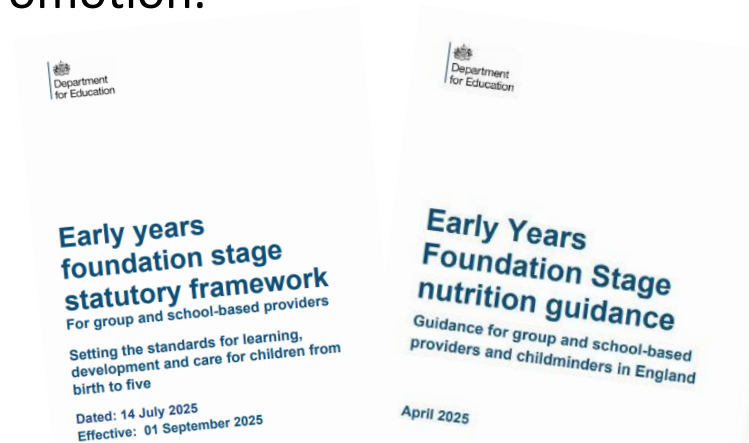 omotion.
Department
for Education
Early years
foundation stage
statutory framework
For group and school-based providers
Setting the standards for learning,
development and care for children from
birth to five
Dated: 14 July 2025
Effective: 01 September 2025
Department
for Education
Early Years
Foundation Stage
nutrition guidance
Guidance for group and school-based
providers and childminders in England
April 2025